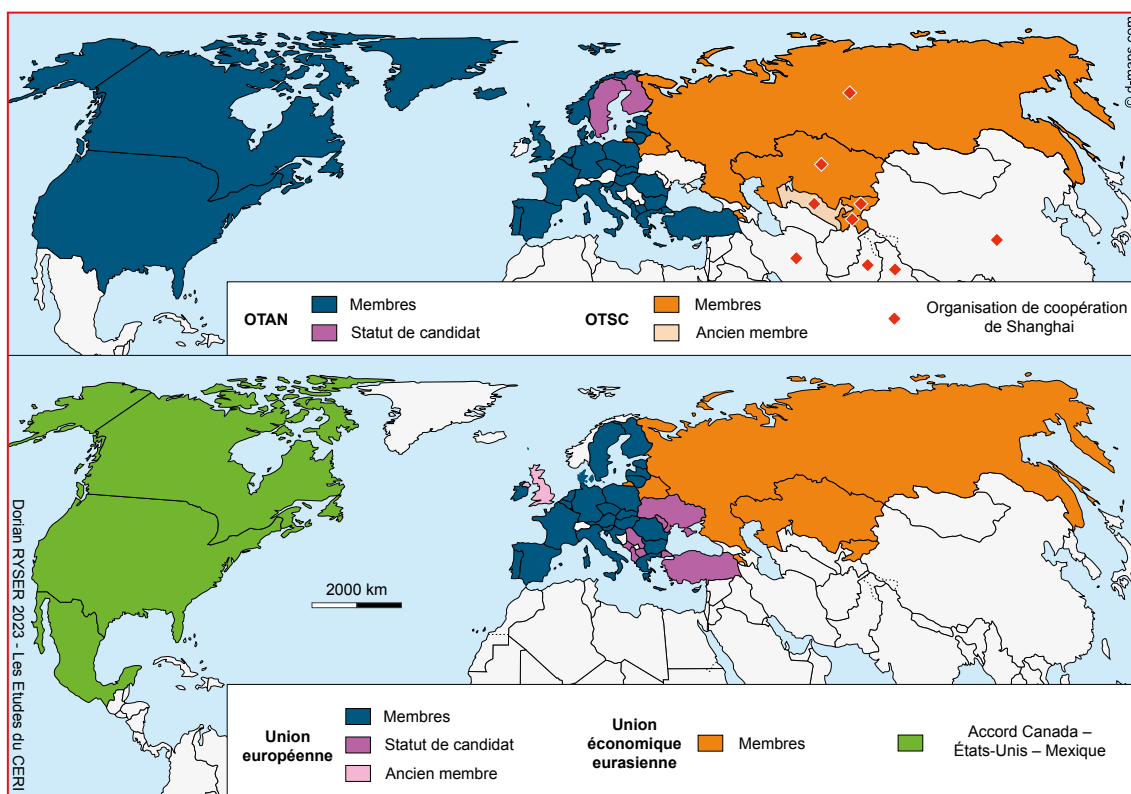 © d-maps.com
OTAN
Membres
Statut de candidat
OTSC
Membres
Ancien membre
Organisation de coopération
de Shanghai
2000 km
Dorian RYSER 2023 - Les Etudes du CERI
Union
européenne
Membres
Statut de candidat
Ancien membre
Union
économique
eurasienne
Membres
Accord Canada –
États-Unis – Mexique